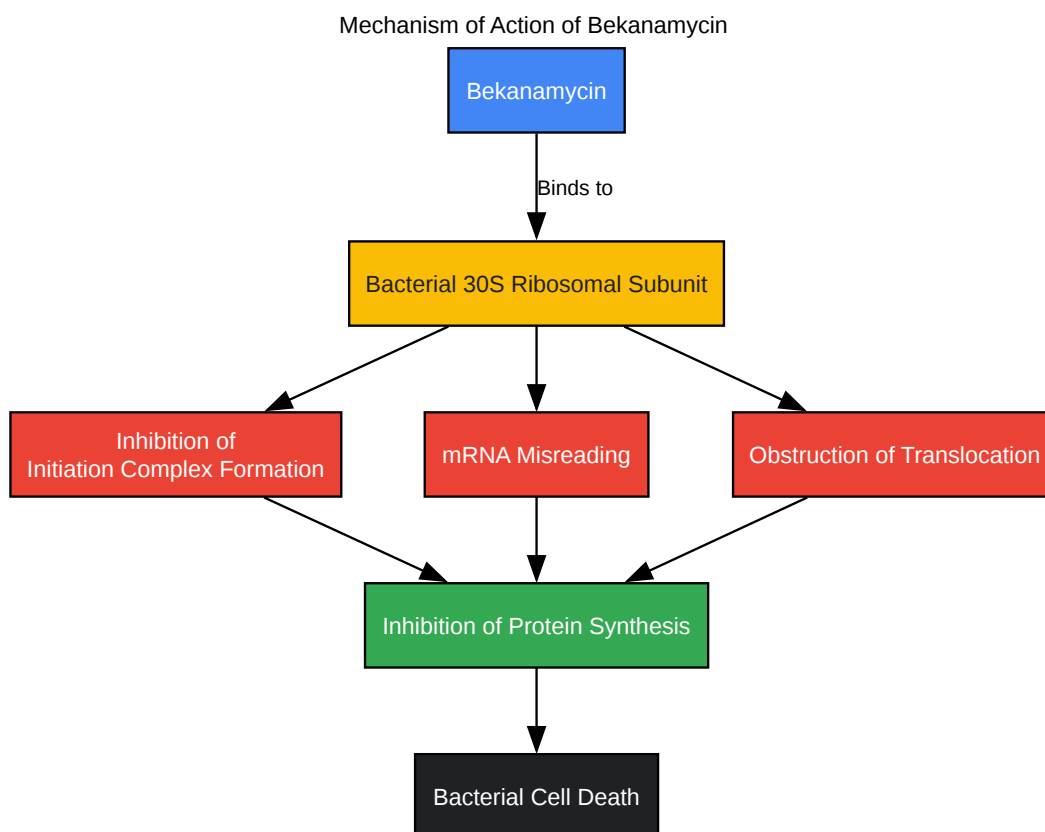 Mechanism of Action of Bekanamycin
Bekanamycin
Binds to
Bacterial 30S Ribosomal Subunit
Inhibition of
Initiation Complex Formation
mRNA Misreading
Obstruction of Translocation
Inhibition of Protein Synthesis
Bacterial Cell Death